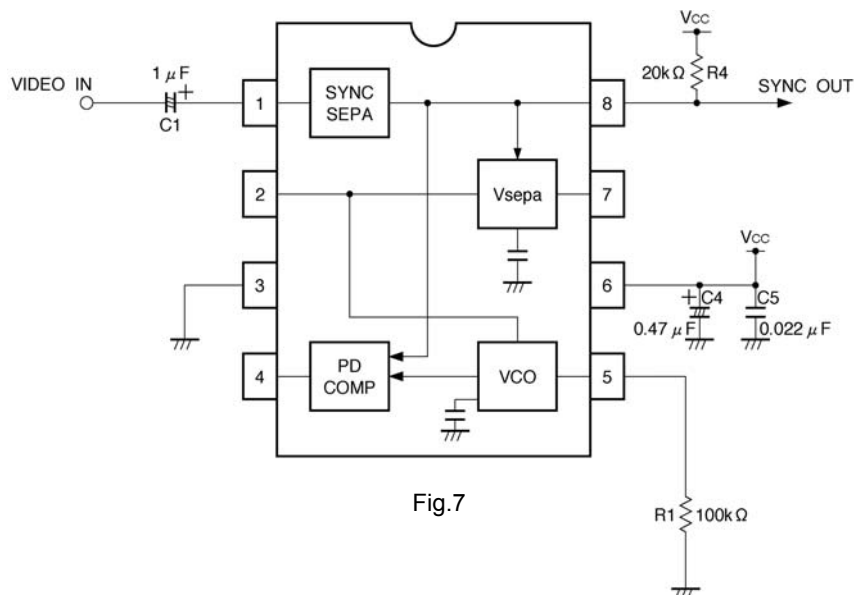 VIDEO IN
1 μF
+
C1
1
SYNC
SEPA
8
Vcc
20kΩ
R4
SYNC OUT
2
Vsepa
7
3
6
Vcc
+
C4
0.47 μF
C5
0.022 μF
4
PD
COMP
VCO
5
R1
100kΩ
Fig.7